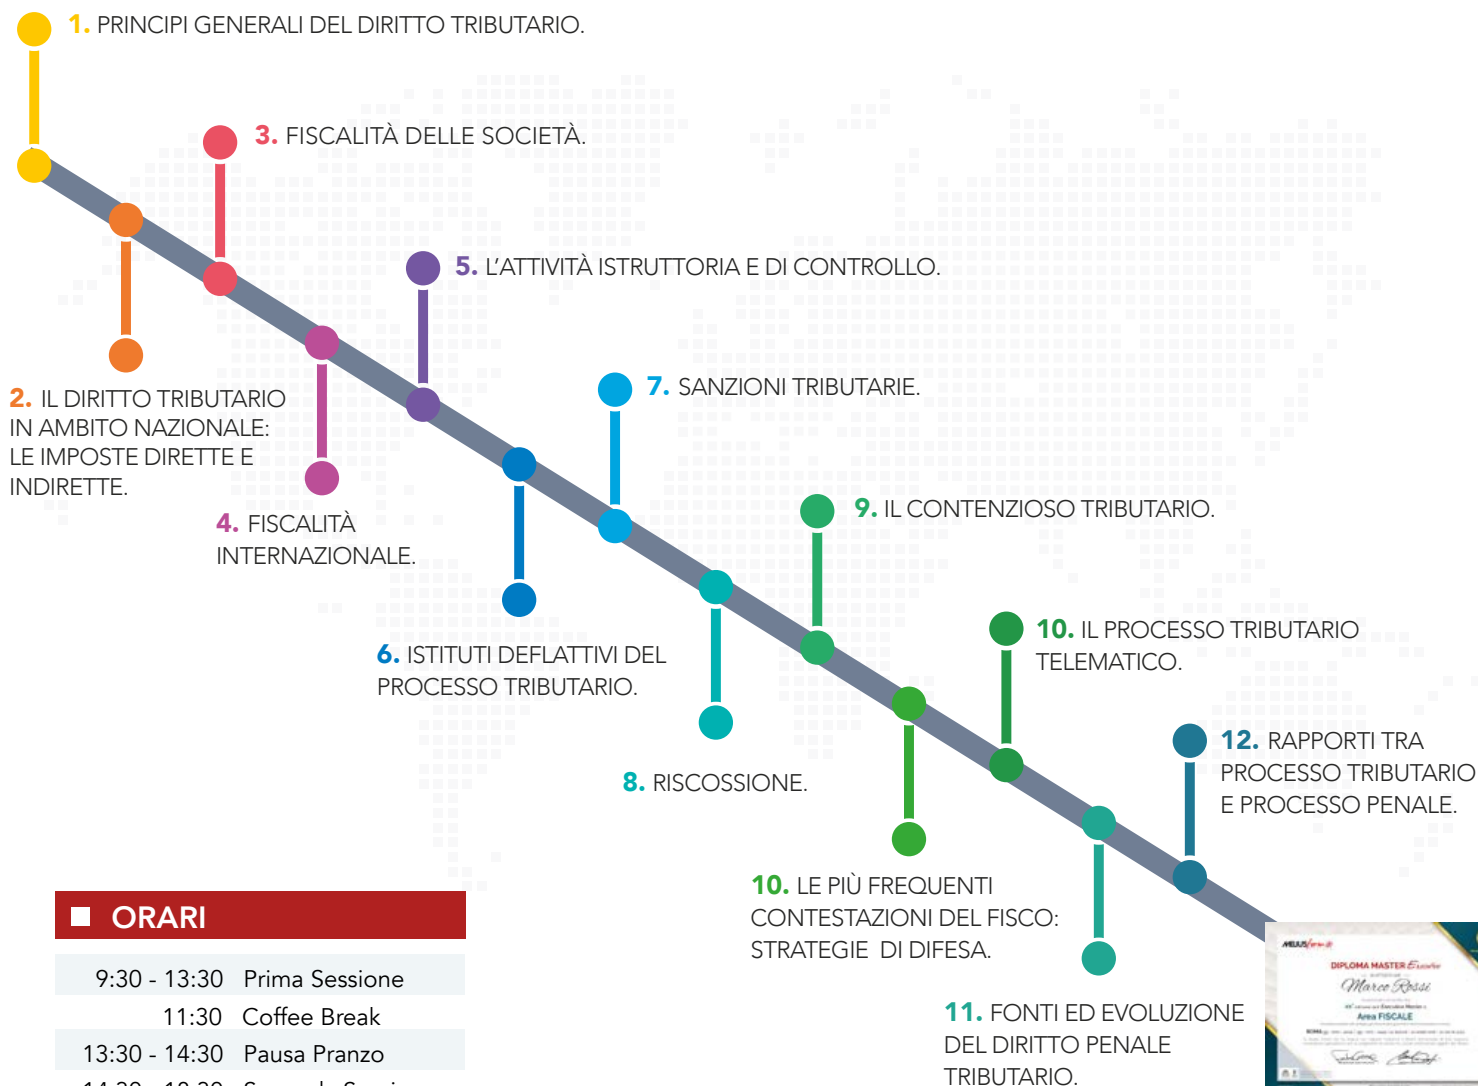 1. PRINCIPI GENERALI DEL DIRITTO TRIBUTARIO.
2. IL DIRITTO TRIBUTARIO
IN AMBITO NAZIONALE:
LE IMPOSTE DIRETTE E
INDIRETTE.
3. FISCALITÀ DELLE SOCIETÀ.
4. FISCALITÀ
INTERNAZIONALE.
5. L'ATTIVITÀ ISTRUTTORIA E DI CONTROLLO.
6. ISTITUTI DEFLATTIVI DEL
PROCESSO TRIBUTARIO.
7. SANZIONI TRIBUTARIE.
8. RISCOSSIONE.
9. IL CONTENZIOSO TRIBUTARIO.
10. LE PIÙ FREQUENTI
CONTESTAZIONI DEL FISCO:
STRATEGIE DI DIFESA.
10. IL PROCESSO TRIBUTARIO
TELEMATICO.
11. FONTI ED EVOLUZIONE
DEL DIRITTO PENALE
TRIBUTARIO.
12. RAPPORTI TRA
PROCESSO TRIBUTARIO
E PROCESSO PENALE.
ORARI
9:30 - 13:30 Prima Sessione
11:30 Coffee Break
13:30 - 14:30 Pausa Pranzo
DIPLOMA MASTER Executive
Marco Rossi
Area FISCALE